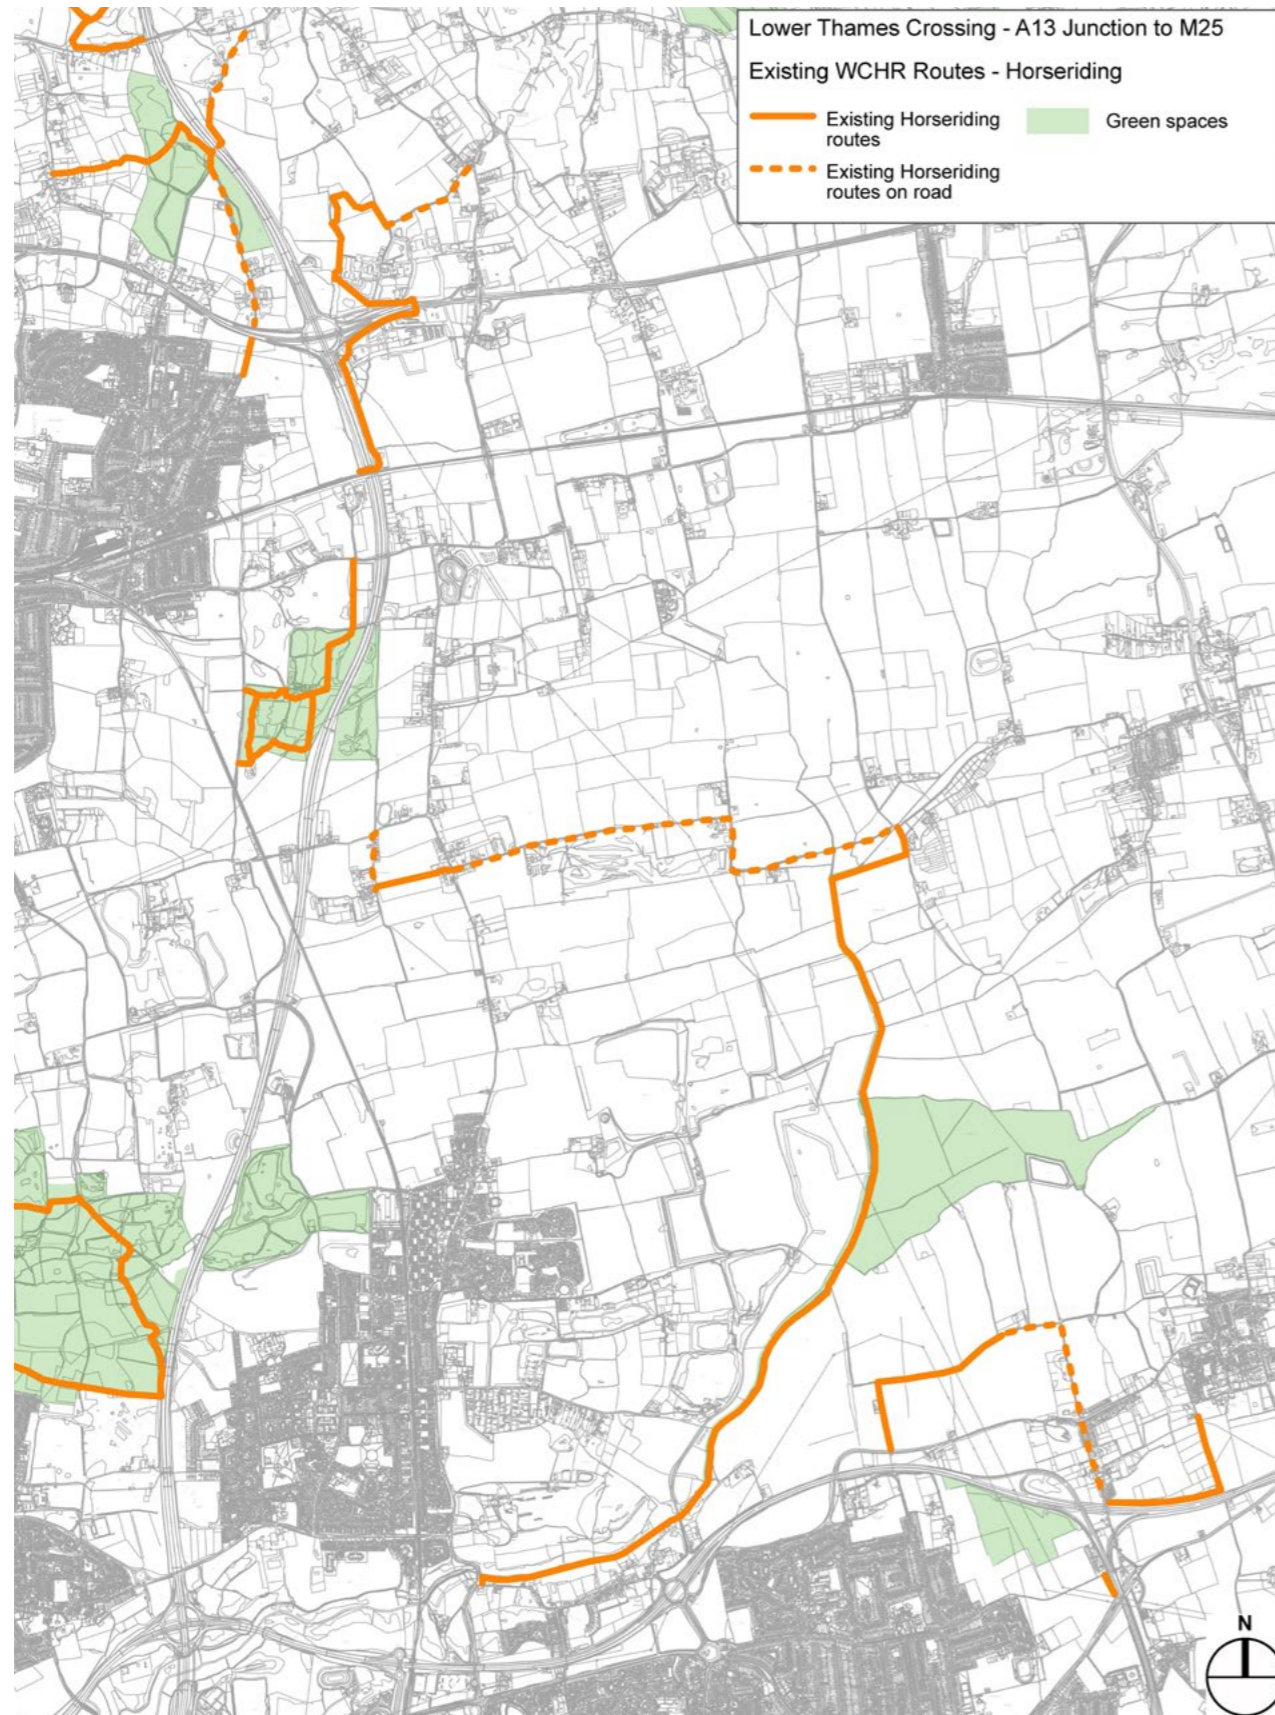 Lower Thames Crossing - A13 Junction to M25
Existing WCHR Routes - Horseriding
Existing Horseriding
routes
Green spaces
Existing Horseriding
routes on road
N